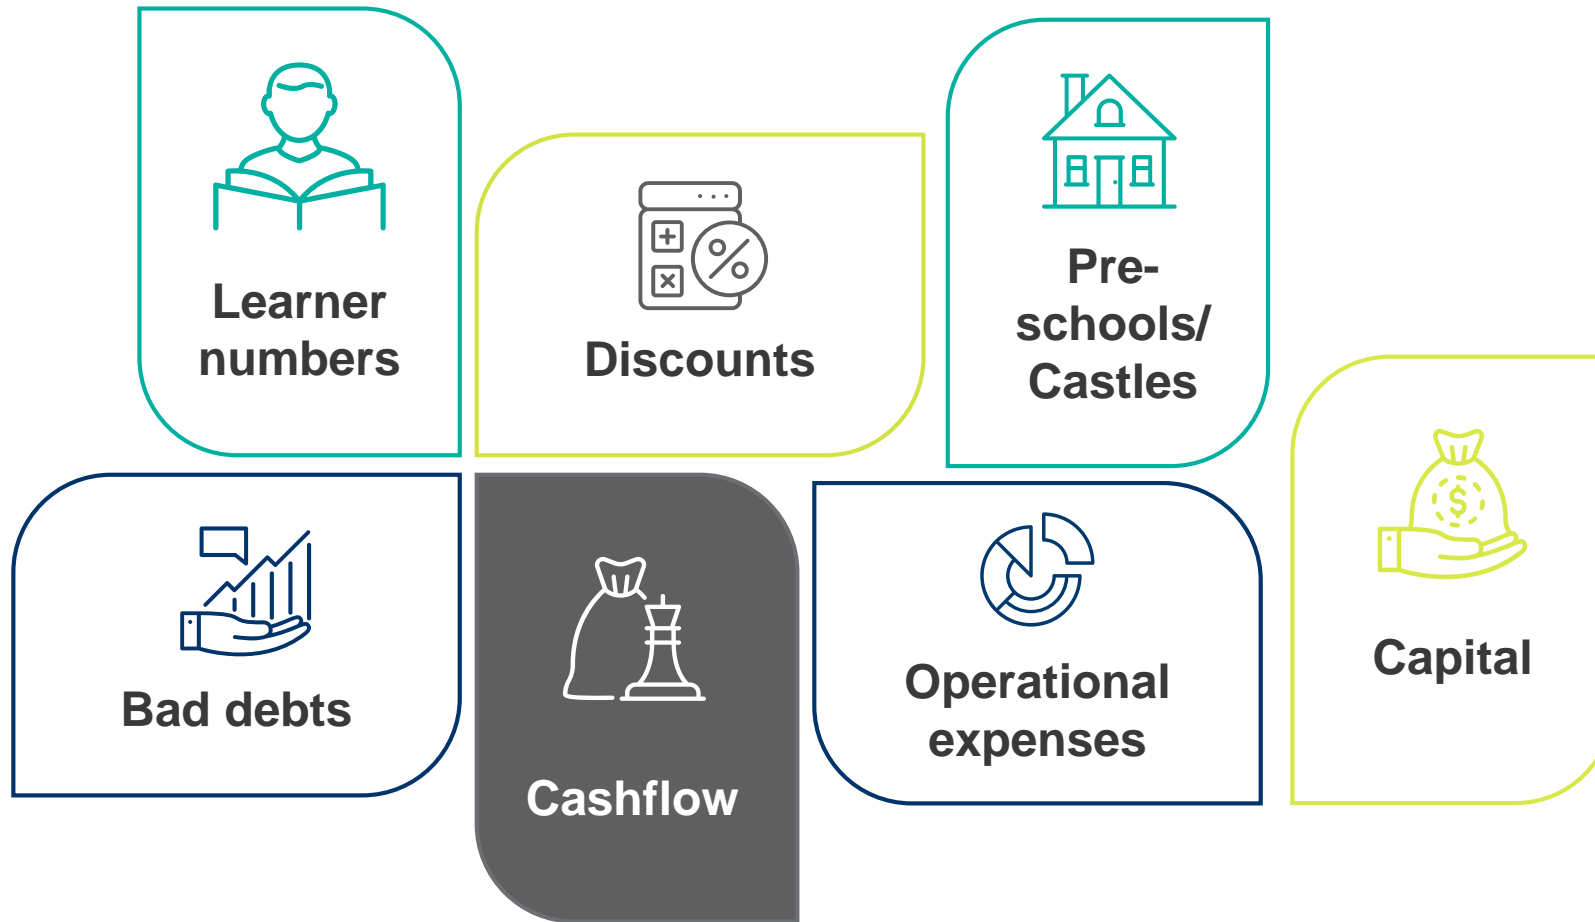 Learner
numbers
Discounts
Pre-
schools/
Castles
Bad debts
Cashflow
Operational
expenses
Capital